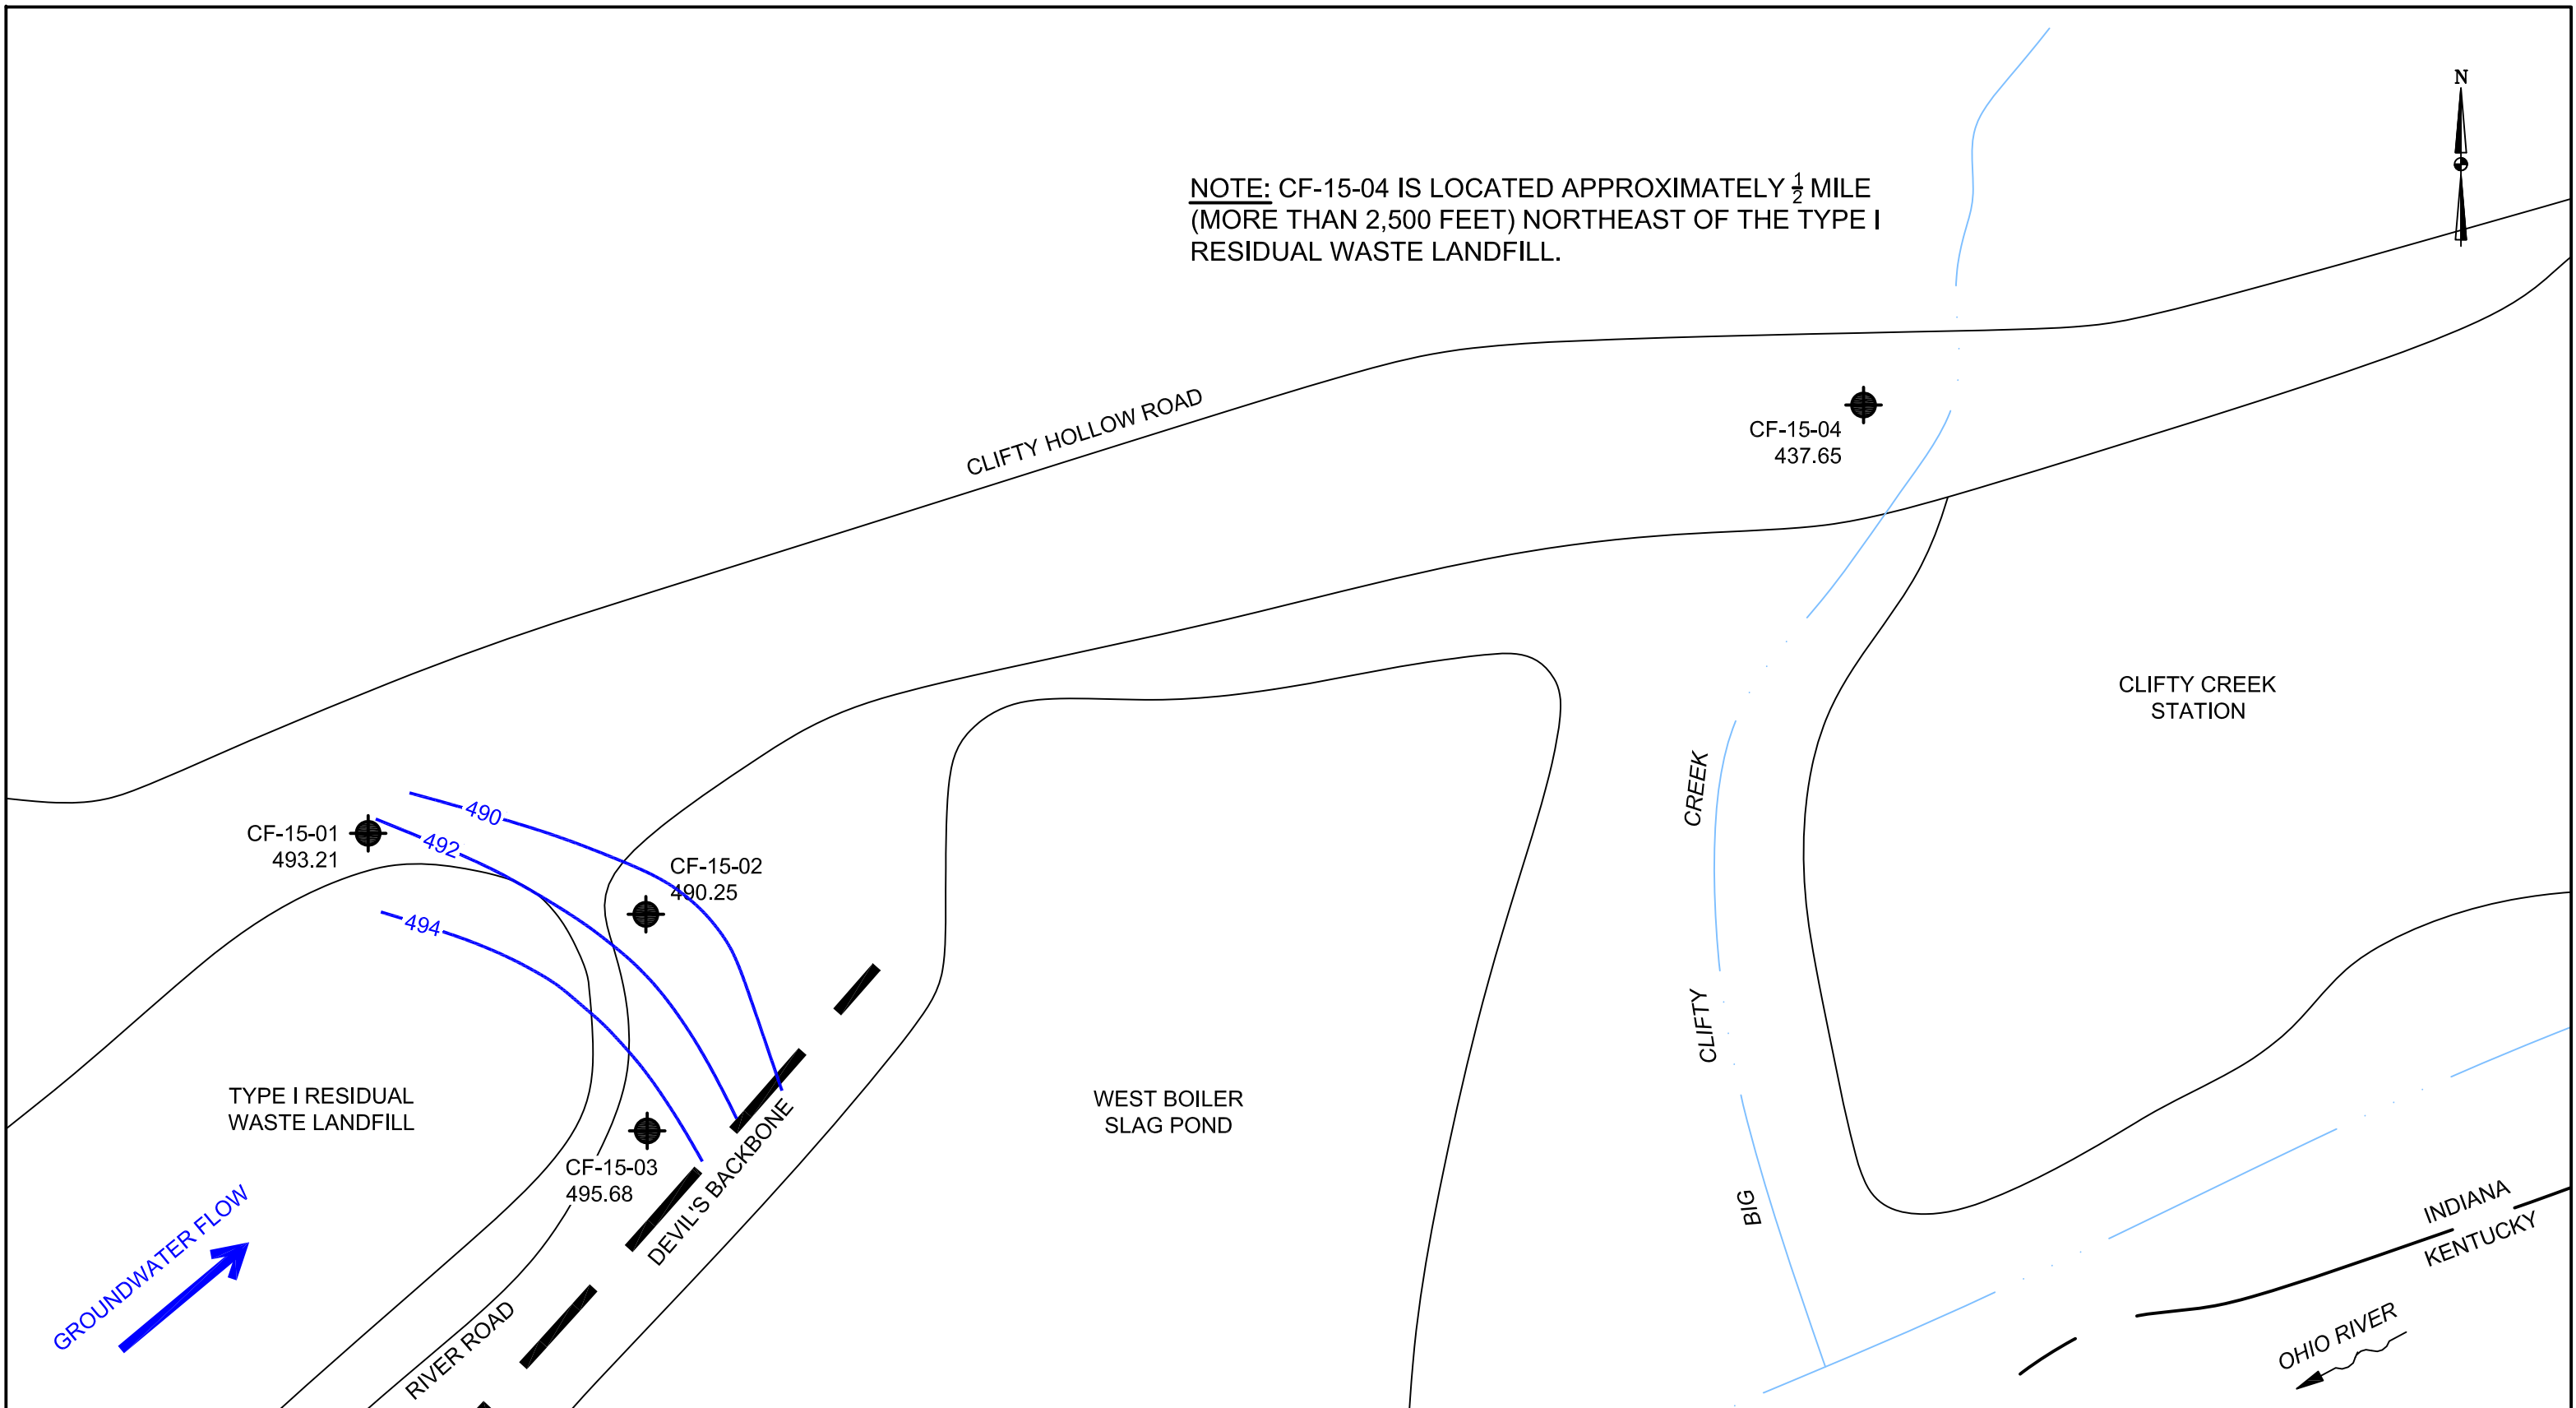 N
NOTE: CF-15-04 IS LOCATED APPROXIMATELY 1/2 MILE
(MORE THAN 2,500 FEET) NORTHEAST OF THE TYPE I
RESIDUAL WASTE LANDFILL.
CLIFTY HOLLOW ROAD
CF-15-04
437.65
CLIFTY CREEK
STATION
490
492
494
CF-15-01
493.21
CF-15-02
490.25
CF-15-03
495.68
TYPE I RESIDUAL
WASTE LANDFILL
WEST BOILER
SLAG POND
BIG CLIFTY CREEK
DEVIL'S BACKBONE
RIVER ROAD
GROUNDWATER FLOW
INDIANA
KENTUCKY
OHIO RIVER